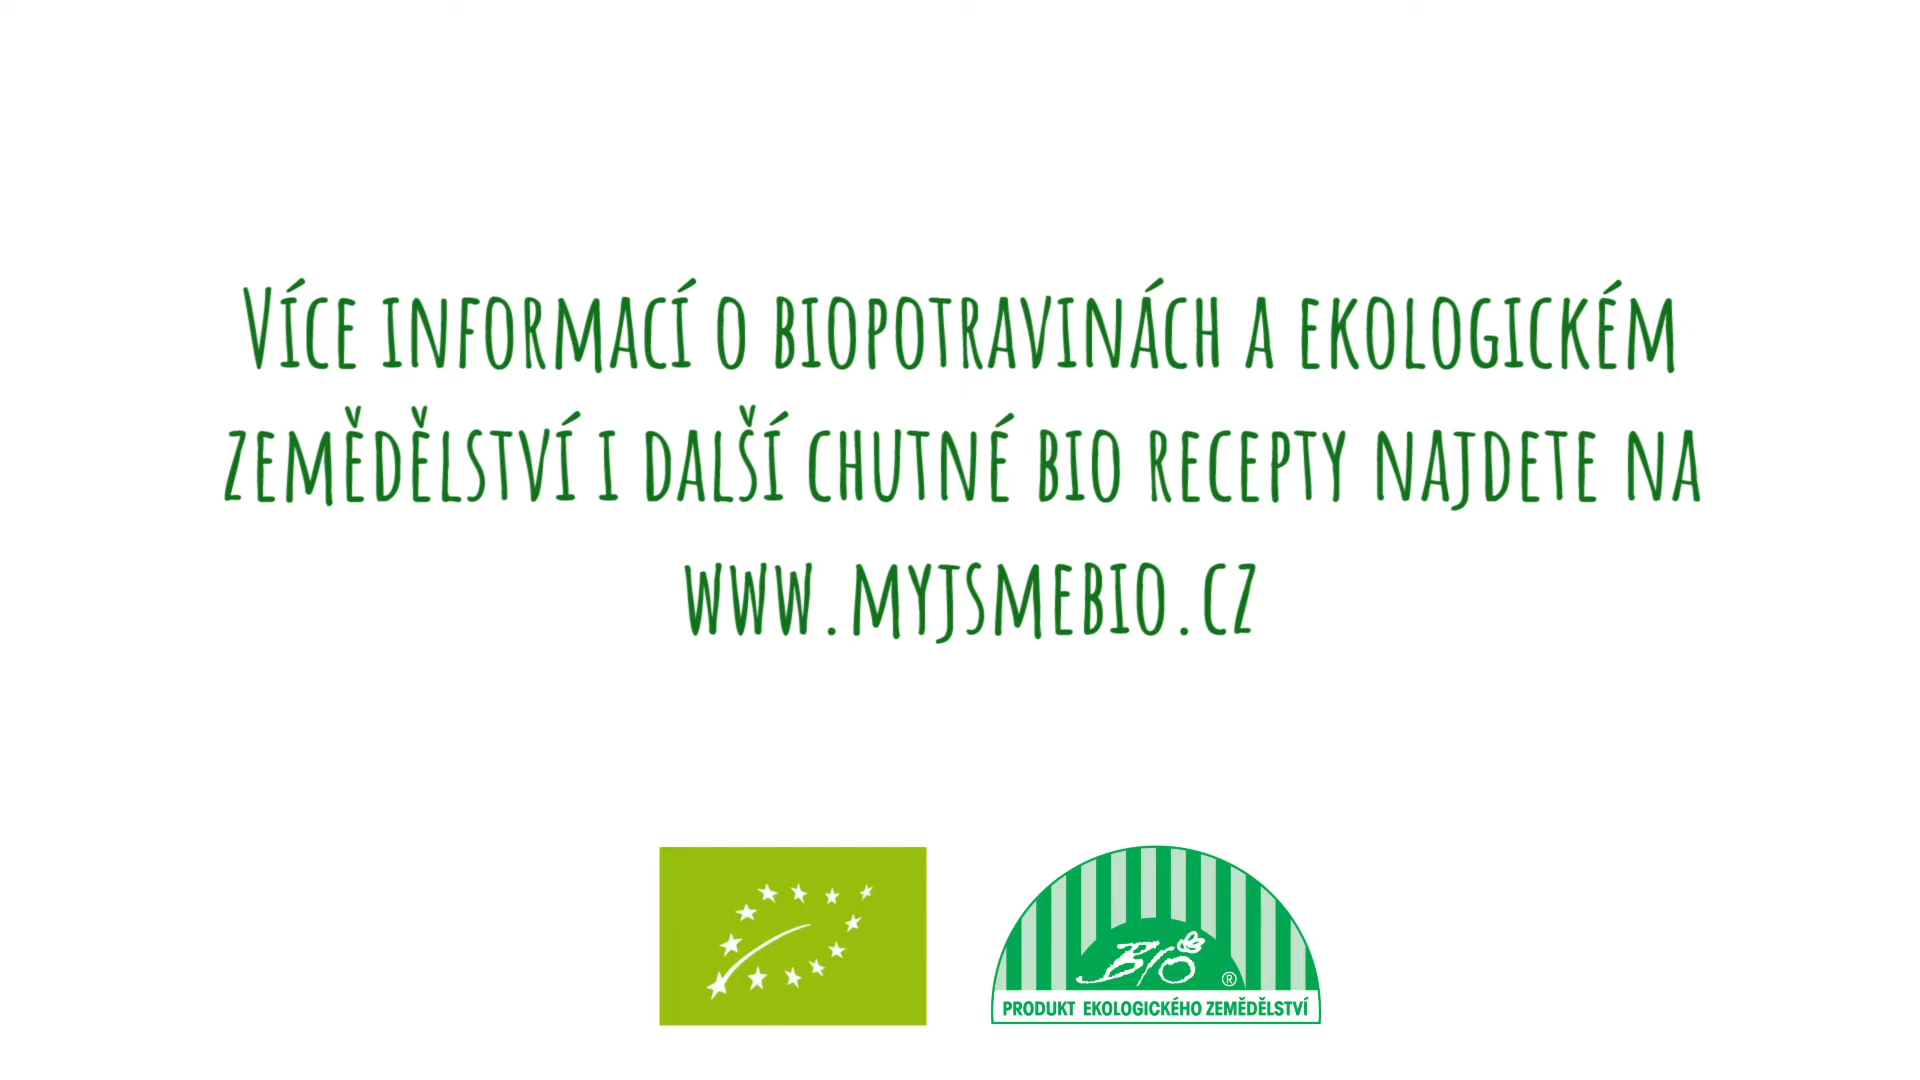 Více informací o biopotravinách a ekologickém
zemědělství i další chutné bio recepty najdete na
www.myjsmebio.cz
BIO ®
PRODUKT EKOLOGICKÉHO ZEMĚDĚLSTVÍ